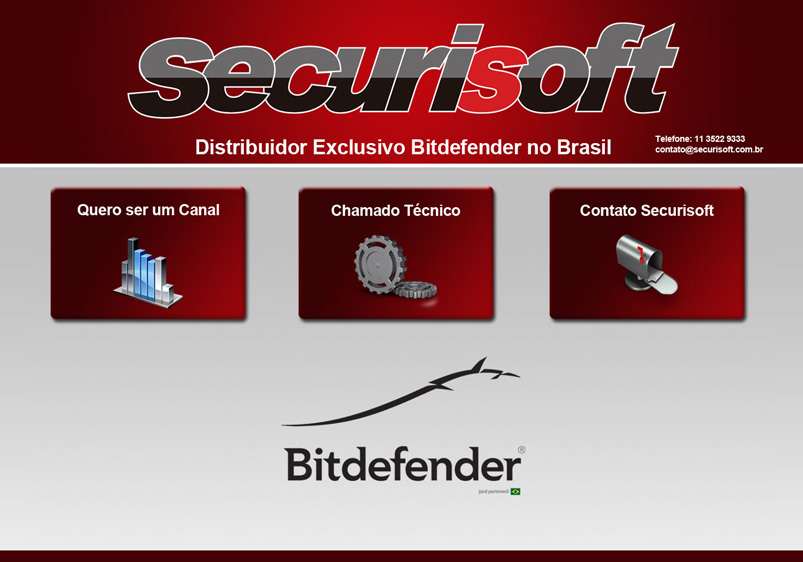 securisoft
Distribuidor Exclusivo Bitdefender no Brasil
Telefone: 11 3522 9333
contato@securisoft.com.br
Quero ser um Canal
Chamado Técnico
Contato Securisoft
Bitdefender®